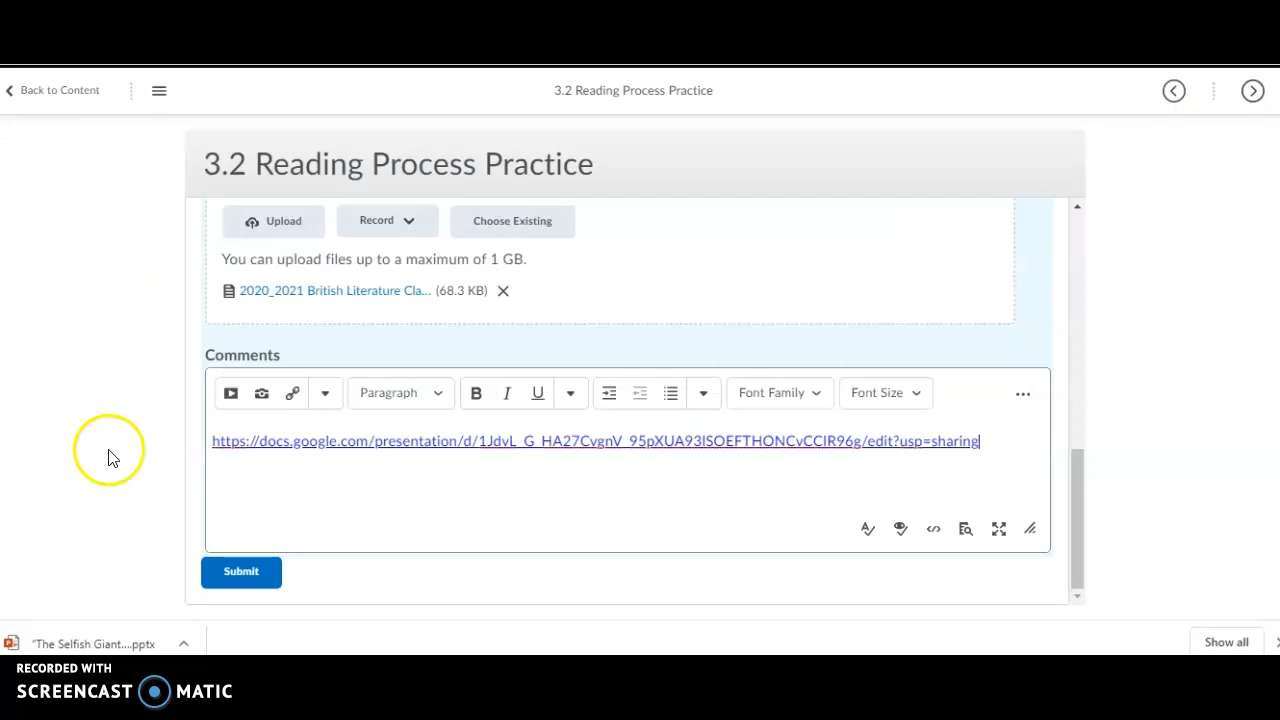 Back to Content
3.2 Reading Process Practice
3.2 Reading Process Practice
Upload Record Choose Existing
You can upload files up to a maximum of 1 GB.
2020_2021 British Literature Cla... (68.3 KB)
Comments
Paragraph B I U Font Family Font Size
https://docs.google.com/presentation/d/1JdvL_G_HA27CvgnV_95pXUA93lSOEFTHONCvCCIR96g/edit?usp=sharing
Submit
"The Selfish Giant....pptx Show all
RECORDED WITH
SCREENCAST MATIC